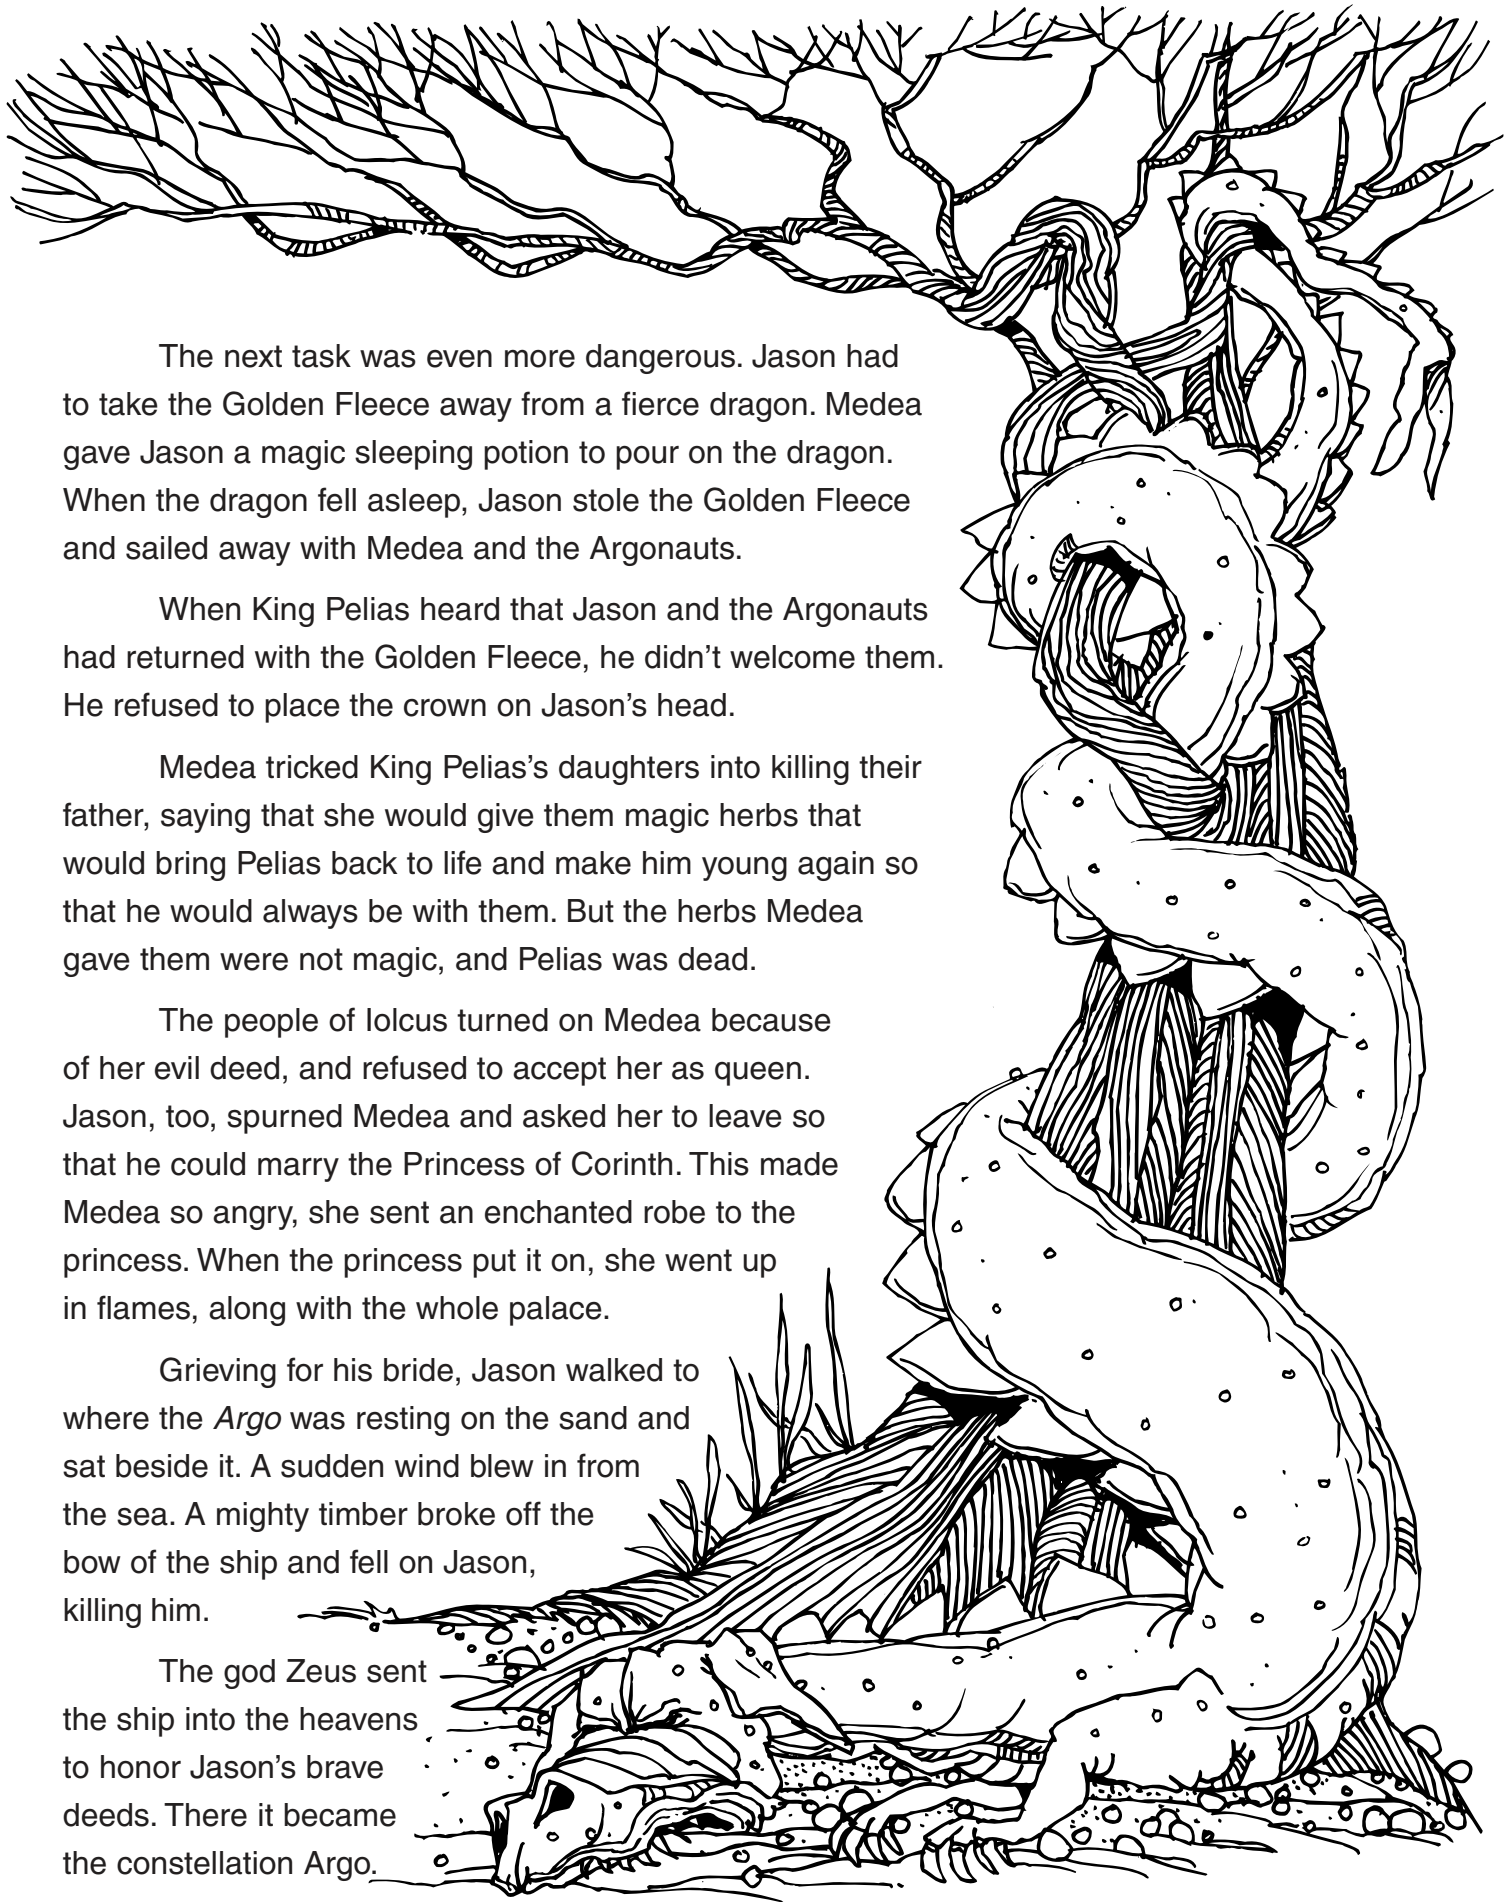 The next task was even more dangerous. Jason had
to take the Golden Fleece away from a fierce dragon. Medea
gave Jason a magic sleeping potion to pour on the dragon.
When the dragon fell asleep, Jason stole the Golden Fleece
and sailed away with Medea and the Argonauts.
When King Pelias heard that Jason and the Argonauts
had returned with the Golden Fleece, he didn’t welcome them.
He refused to place the crown on Jason’s head.
Medea tricked King Pelias’s daughters into killing their
father, saying that she would give them magic herbs that
would bring Pelias back to life and make him young again so
that he would always be with them. But the herbs Medea
gave them were not magic, and Pelias was dead.
The people of Iolcus turned on Medea because
of her evil deed, and refused to accept her as queen.
Jason, too, spurned Medea and asked her to leave so
that he could marry the Princess of Corinth. This made
Medea so angry, she sent an enchanted robe to the
princess. When the princess put it on, she went up
in flames, along with the whole palace.
Grieving for his bride, Jason walked to
where the Argo was resting on the sand and
sat beside it. A sudden wind blew in from
the sea. A mighty timber broke off the
bow of the ship and fell on Jason,
killing him.
The god Zeus sent
the ship into the heavens
to honor Jason’s brave
deeds. There it became
the constellation Argo.